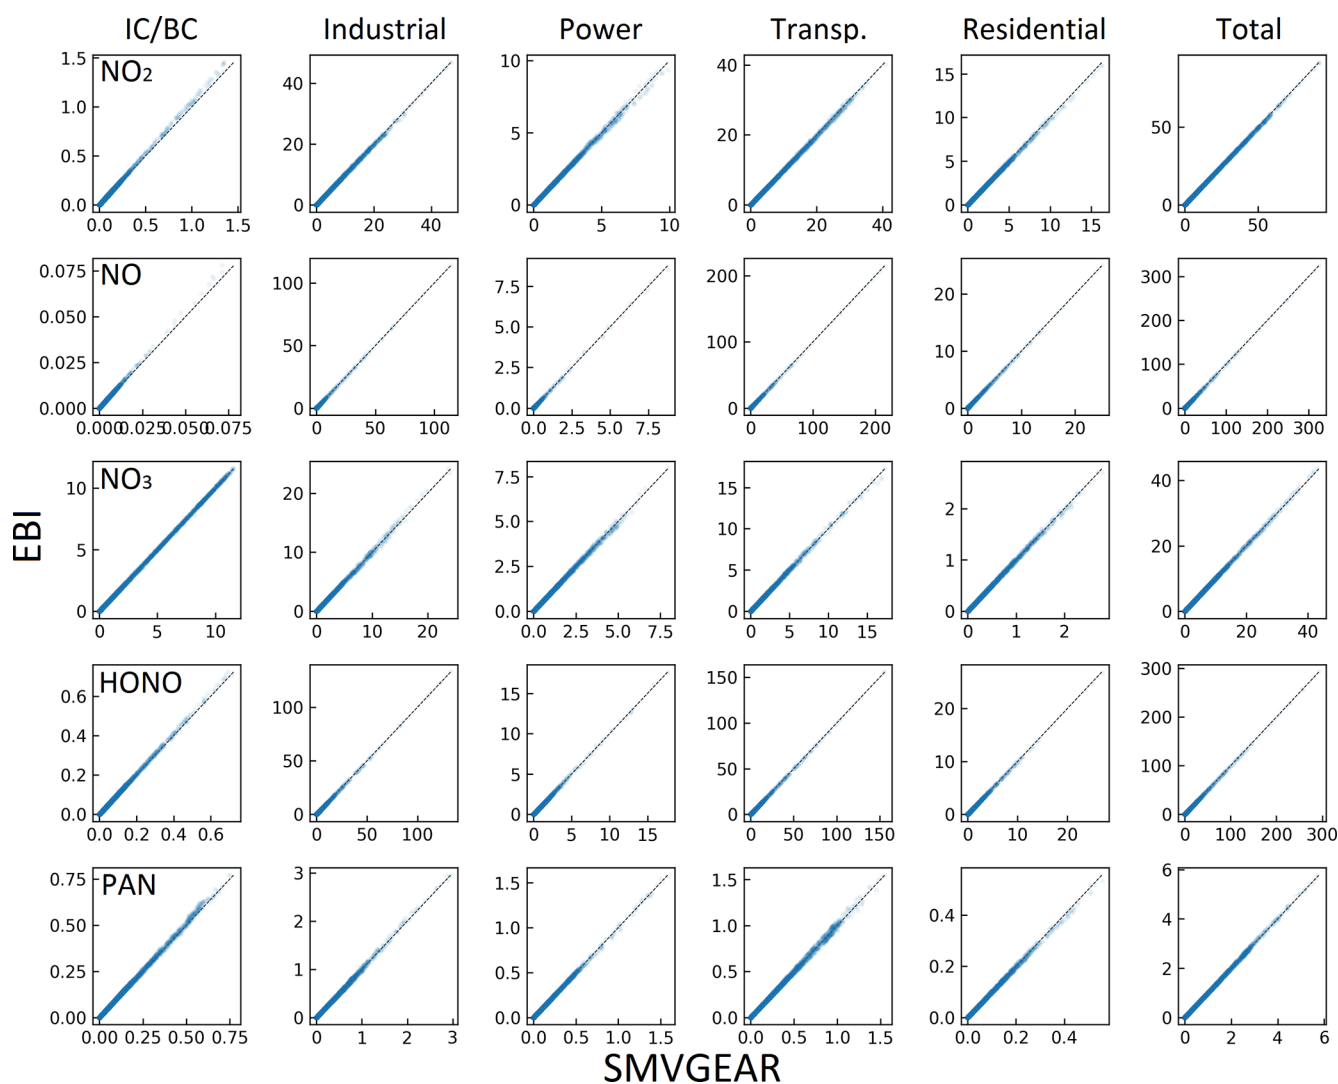 IC/BC Industrial Power Transp. Residential Total
NO2
1.5 1.0 0.5 0.0
0.0 0.5 1.0 1.5
40 20 0
0 20 40
10 5 0
0 5 10
40 20 0
0 20 40
15 10 5 0
0 5 10 15
50 0
0 50
NO
0.075 0.050 0.025 0.000
0.000 0.025 0.050 0.075
100 50 0
0 50 100
7.5 5.0 2.5 0.0
0.0 2.5 5.0 7.5
200 100 0
0 100 200
20 10 0
0 10 20
300 200 100 0
0 100 200 300
EBI
NO3
10 5 0
0 5 10
20 10 0
0 10 20
7.5 5.0 2.5 0.0
0.0 2.5 5.0 7.5
15 10 5 0
0 5 10 15
2 1 0
0 1 2
40 20 0
0 20 40
HONO
0.6 0.4 0.2 0.0
0.0 0.2 0.4 0.6
100 50 0
0 50 100
15 10 5 0
0 5 10 15
150 100 50 0
0 50 100 150
20 10 0
0 10 20
300 200 100 0
0 100 200 300
PAN
0.75 0.50 0.25 0.00
0.00 0.25 0.50 0.75
3 2 1 0
0 1 2 3
1.5 1.0 0.5 0.0
0.0 0.5 1.0 1.5
1.5 1.0 0.5 0.0
0.0 0.5 1.0 1.5
0.4 0.2 0.0
0.0 0.2 0.4
6 4 2 0
0 2 4 6
SMVGEAR